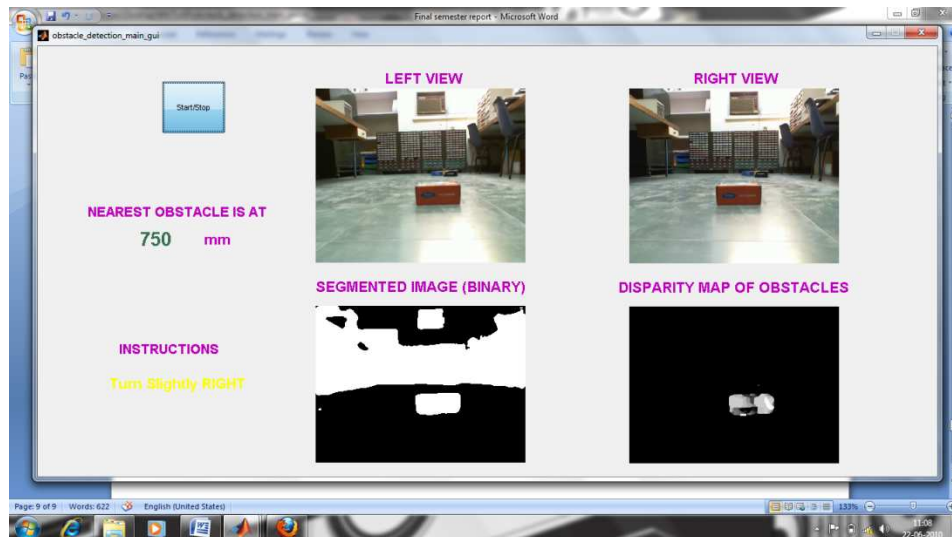 Final semester report - Microsoft Word
obstacle_detection_main_gui
Start/Stop
LEFT VIEW
RIGHT VIEW
NEAREST OBSTACLE IS AT
750 mm
SEGMENTED IMAGE (BINARY)
DISPARITY MAP OF OBSTACLES
INSTRUCTIONS
Turn Slightly RIGHT
Page: 9 of 9 Words: 622 English (United States)
133%
11:08